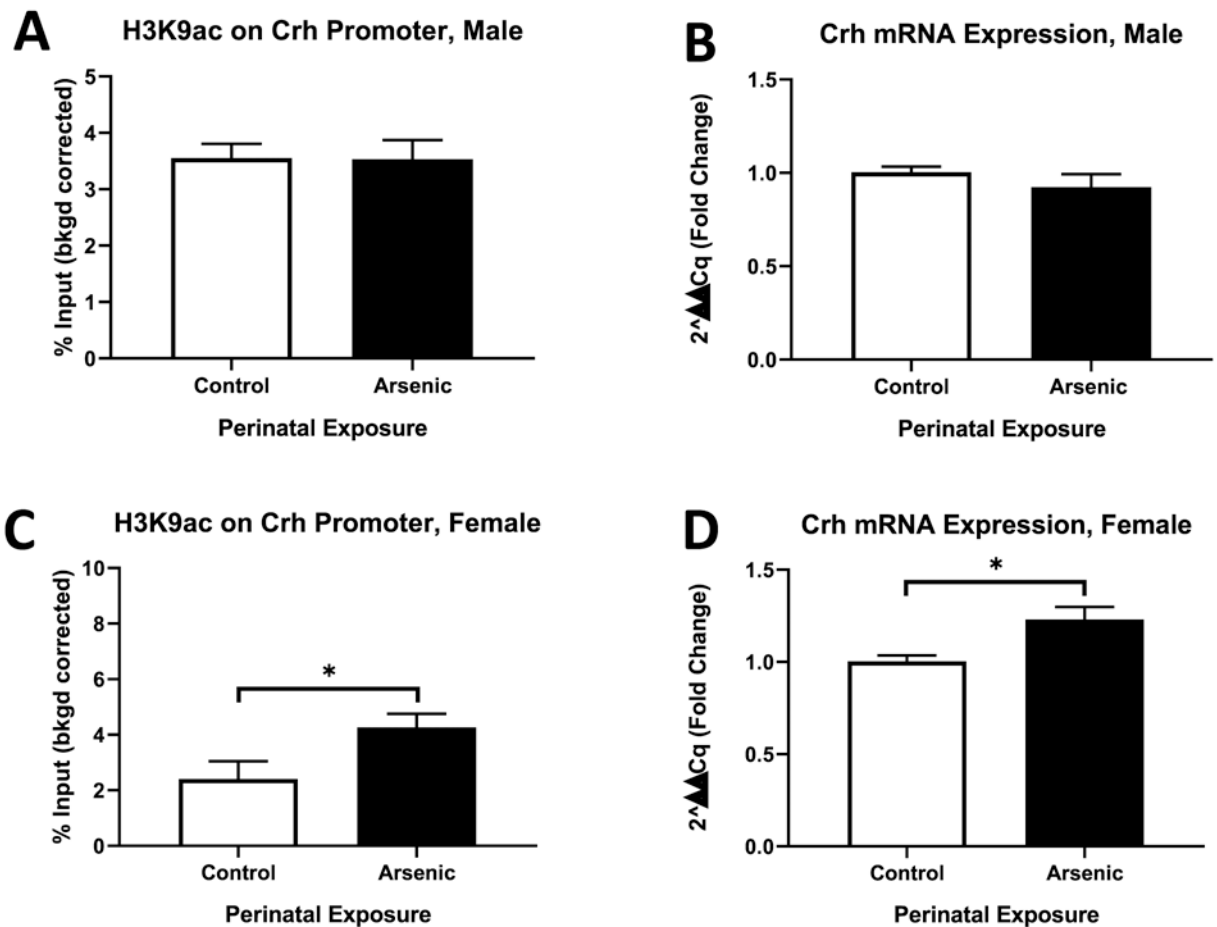 A
H3K9ac on Crh Promoter, Male
% Input (bkgd corrected)
5
4
3
2
1
0
Control
Arsenic
Perinatal Exposure
B
Crh mRNA Expression, Male
2^▲▲Cq (Fold Change)
1.5
1.0
0.5
0.0
Control
Arsenic
Perinatal Exposure
C
H3K9ac on Crh Promoter, Female
% Input (bkgd corrected)
10
8
6
4
2
0
*
Control
Arsenic
Perinatal Exposure
D
Crh mRNA Expression, Female
2^▲▲Cq (Fold Change)
1.5
1.0
0.5
0.0
*
Control
Arsenic
Perinatal Exposure